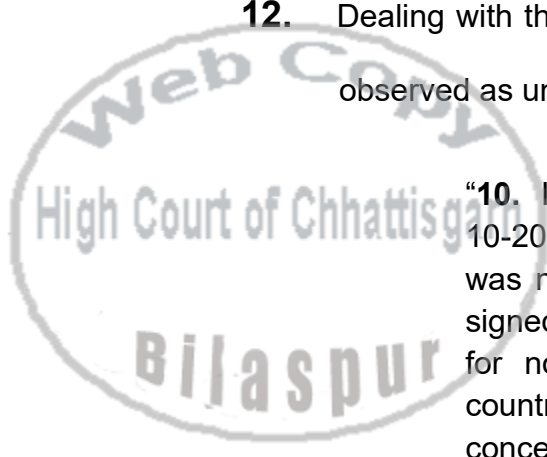 12. Dealing with th
observed as un
Web Copy
High Court of Chhattisgarh
Bilaspur
“10.
10-20
was n
signed
for no
countr
conce